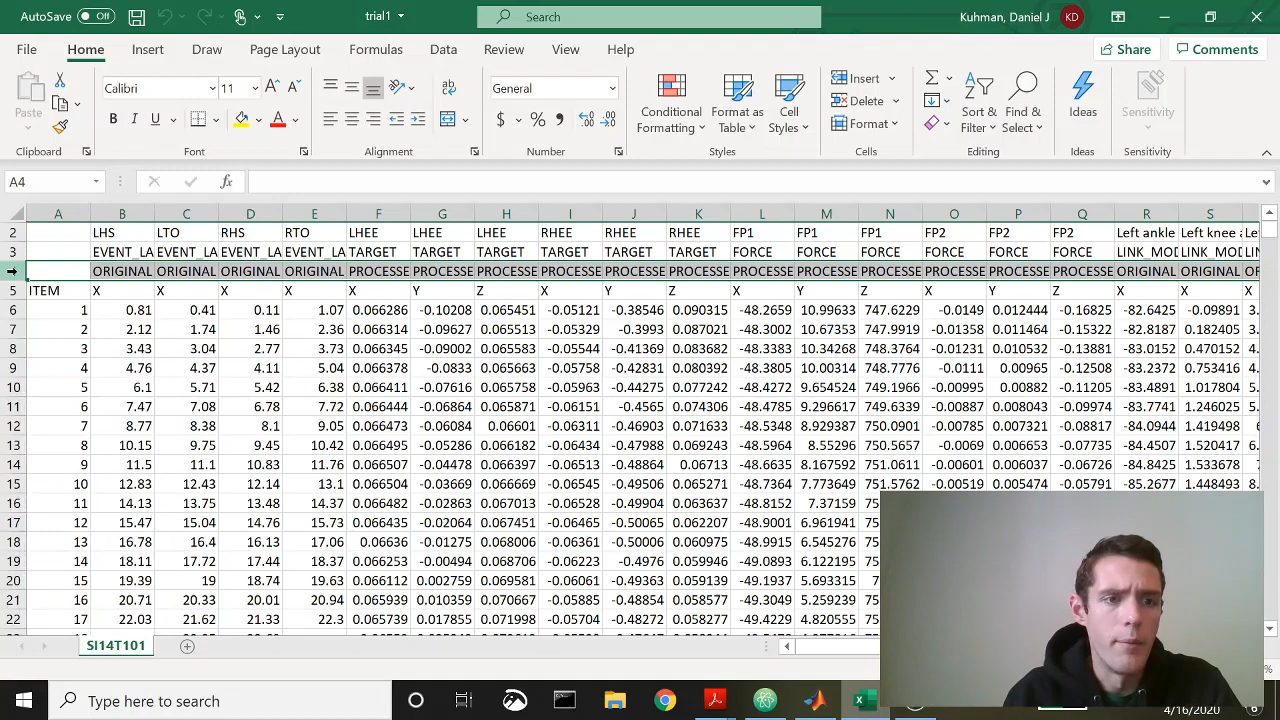 AutoSave Off trial1 Search Kuhman, Daniel J KD
File Home Insert Draw Page Layout Formulas Data Review View Help Share Comments
Paste Calibri 11 General Conditional Formatting Format as Table Cell Styles Insert Delete Format Sort & Filter Find & Select Ideas Sensitivity
Clipboard Font Alignment Number Styles Cells Editing Ideas Sensitivity
A4
A B C D E F G H I J K L M N O P Q R S
2 LHS LTO RHS RTO LHEE LHEE LHEE RHEE RHEE RHEE FP1 FP1 FP1 FP2 FP2 FP2 Left ankle Left knee
3 EVENT_LA EVENT_LA EVENT_LA EVENT_LA TARGET TARGET TARGET TARGET TARGET TARGET FORCE FORCE FORCE FORCE FORCE FORCE LINK_MOD LINK_MOD
ORIGINAL ORIGINAL ORIGINAL ORIGINAL PROCESSE PROCESSE PROCESSE PROCESSE PROCESSE PROCESSE PROCESSE PROCESSE PROCESSE PROCESSE PROCESSE PROCESSE ORIGINAL ORIGINAL
5 ITEM X X X X X Y Z X Y Z X Y Z X Y Z X X X
6 1 0.81 0.41 0.11 1.07 0.066286 -0.10208 0.065451 -0.05121 -0.38546 0.090315 -48.2659 10.99633 747.6229 -0.0149 0.012444 -0.16825 -82.6425 -0.09891 3.
7 2 2.12 1.74 1.46 2.36 0.066314 -0.09627 0.065513 -0.05329 -0.3993 0.087021 -48.3002 10.67353 747.9919 -0.01358 0.011464 -0.15322 -82.8187 0.182405 3.
8 3 3.43 3.04 2.77 3.73 0.066345 -0.09002 0.065583 -0.05544 -0.41369 0.083682 -48.3383 10.34268 748.3764 -0.01231 0.010532 -0.13881 -83.0152 0.470152
9 4 4.76 4.37 4.11 5.04 0.066378 -0.0833 0.065663 -0.05758 -0.42831 0.080392 -48.3805 10.00314 748.7776 -0.0111 0.00965 -0.12508 -83.2372 0.753416
10 5 6.1 5.71 5.42 6.38 0.066411 -0.07616 0.065758 -0.05963 -0.44275 0.077242 -48.4272 9.654524 749.1966 -0.00995 0.00882 -0.11205 -83.4891 1.017804
11 6 7.47 7.08 6.78 7.72 0.066444 -0.06864 0.065871 -0.06151 -0.4565 0.074306 -48.4785 9.296617 749.6339 -0.00887 0.008043 -0.09974 -83.7741 1.246025
12 7 8.77 8.38 8.1 9.05 0.066473 -0.06084 0.06601 -0.06311 -0.46903 0.071633 -48.5348 8.929387 750.0901 -0.00785 0.007321 -0.08817 -84.0944 1.419498
13 8 10.15 9.75 9.45 10.42 0.066495 -0.05286 0.066182 -0.06434 -0.47988 0.069243 -48.5964 8.55296 750.5657 -0.0069 0.006653 -0.07735 -84.4507 1.520417
14 9 11.5 11.1 10.83 11.76 0.066507 -0.04478 0.066397 -0.06513 -0.48864 0.06713 -48.6635 8.167592 751.0611 -0.00601 0.006037 -0.06726 -84.8425 1.533678
15 10 12.83 12.43 12.14 13.1 0.066504 -0.03669 0.066669 -0.06545 -0.49506 0.065271 -48.7364 7.773649 751.5762 -0.00519 0.005474 -0.05791 -85.2677 1.448493
16 11 14.13 13.75 13.48 14.37 0.066482 -0.02863 0.067013 -0.06528 -0.49904 0.063617 -48.8152 7.37159
17 12 15.47 15.04 14.76 15.73 0.066435 -0.02064 0.067451 -0.06465 -0.50065 0.062207 -48.9001 6.961941
18 13 16.78 16.4 16.13 17.06 0.06636 -0.01275 0.068006 -0.06361 -0.50006 0.060975 -48.9915 6.545276
19 14 18.11 17.72 17.44 18.37 0.066253 -0.00494 0.068707 -0.06223 -0.4976 0.059946 -49.0893 6.122195
20 15 19.39 19 18.74 19.63 0.066112 0.002759 0.069581 -0.06061 -0.49363 0.059139 -49.1937 5.693315
21 16 20.71 20.33 20.01 20.94 0.065939 0.010359 0.070667 -0.05885 -0.48854 0.058577 -49.3049 5.259239
22 17 22.03 21.62 21.33 22.3 0.065739 0.017855 0.071998 -0.05704 -0.48272 0.058277 -49.4229 4.820555
SI14T101
Type here to search
4/16/2020